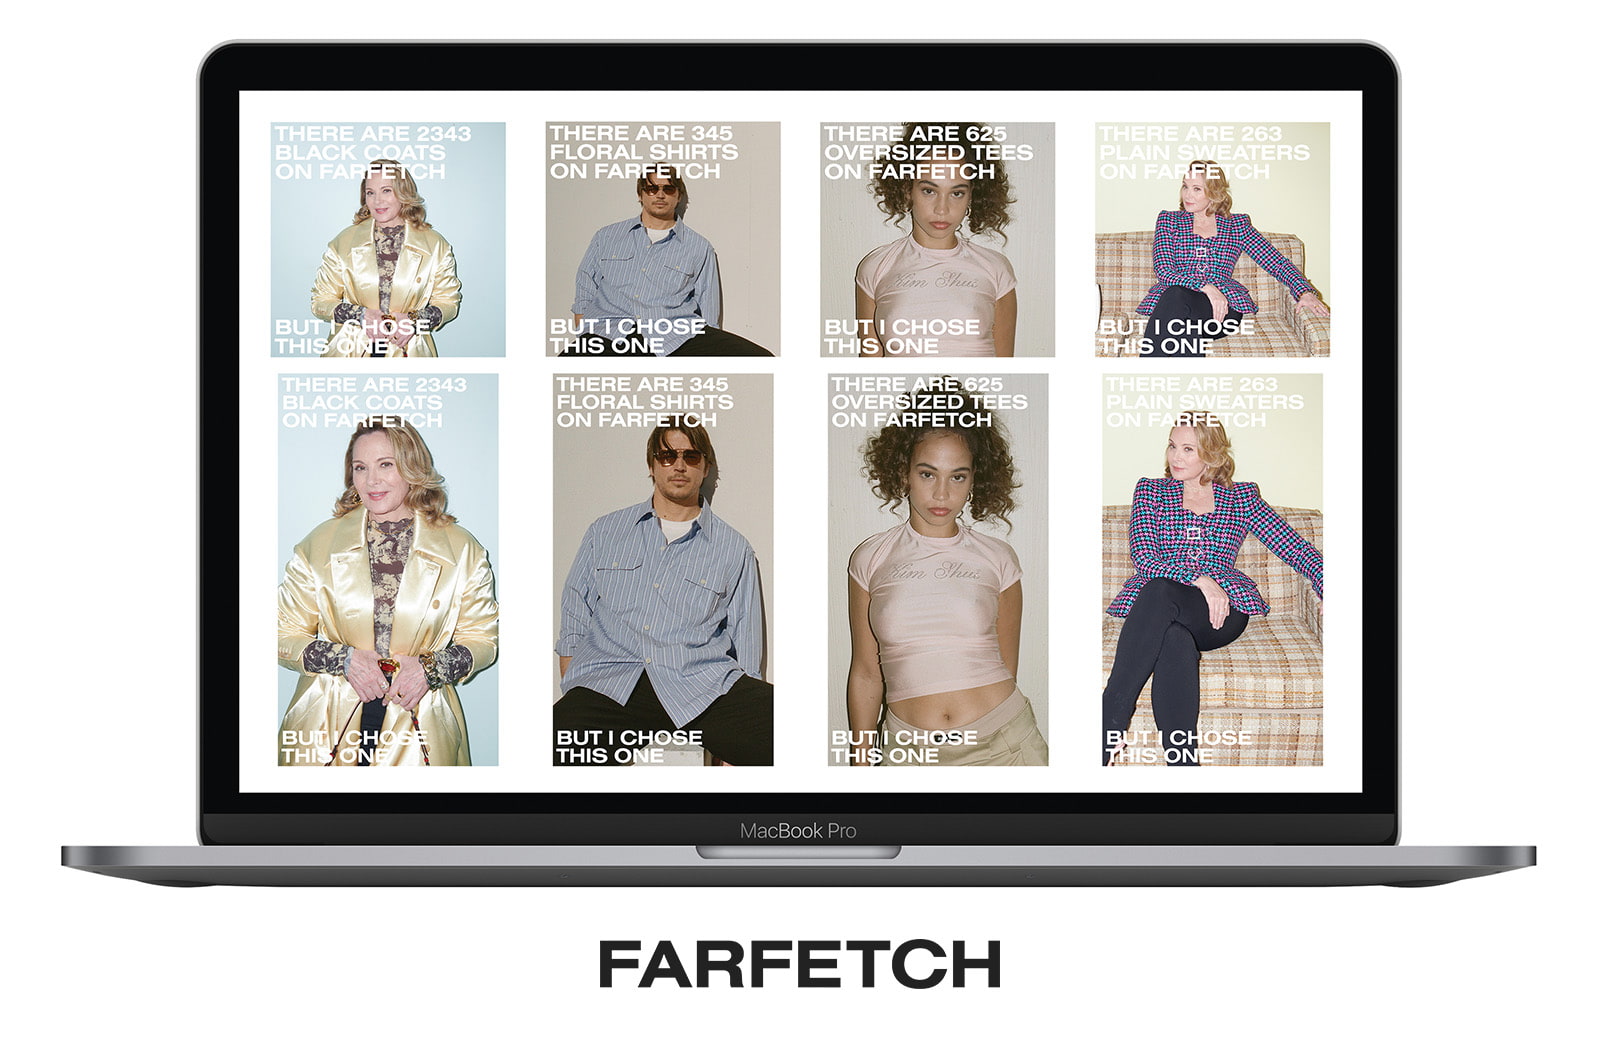 THERE ARE 2343
BLACK COATS
ON FARFETCH
BUT I CHOSE
THIS ONE
THERE ARE 345
FLORAL SHIRTS
ON FARFETCH
BUT I CHOSE
THIS ONE
THERE ARE 625
OVERSIZED TEES
ON FARFETCH
Kim Shui
BUT I CHOSE
THIS ONE
THERE ARE 263
PLAIN SWEATERS
ON FARFETCH
BUT I CHOSE
THIS ONE
THERE ARE 2343
BLACK COATS
ON FARFETCH
BUT I CHOSE
THIS ONE
THERE ARE 345
FLORAL SHIRTS
ON FARFETCH
BUT I CHOSE
THIS ONE
THERE ARE 625
OVERSIZED TEES
ON FARFETCH
Kim Shui
BUT I CHOSE
THIS ONE
THERE ARE 263
PLAIN SWEATERS
ON FARFETCH
BUT I CHOSE
THIS ONE
MacBook Pro
FARFETCH